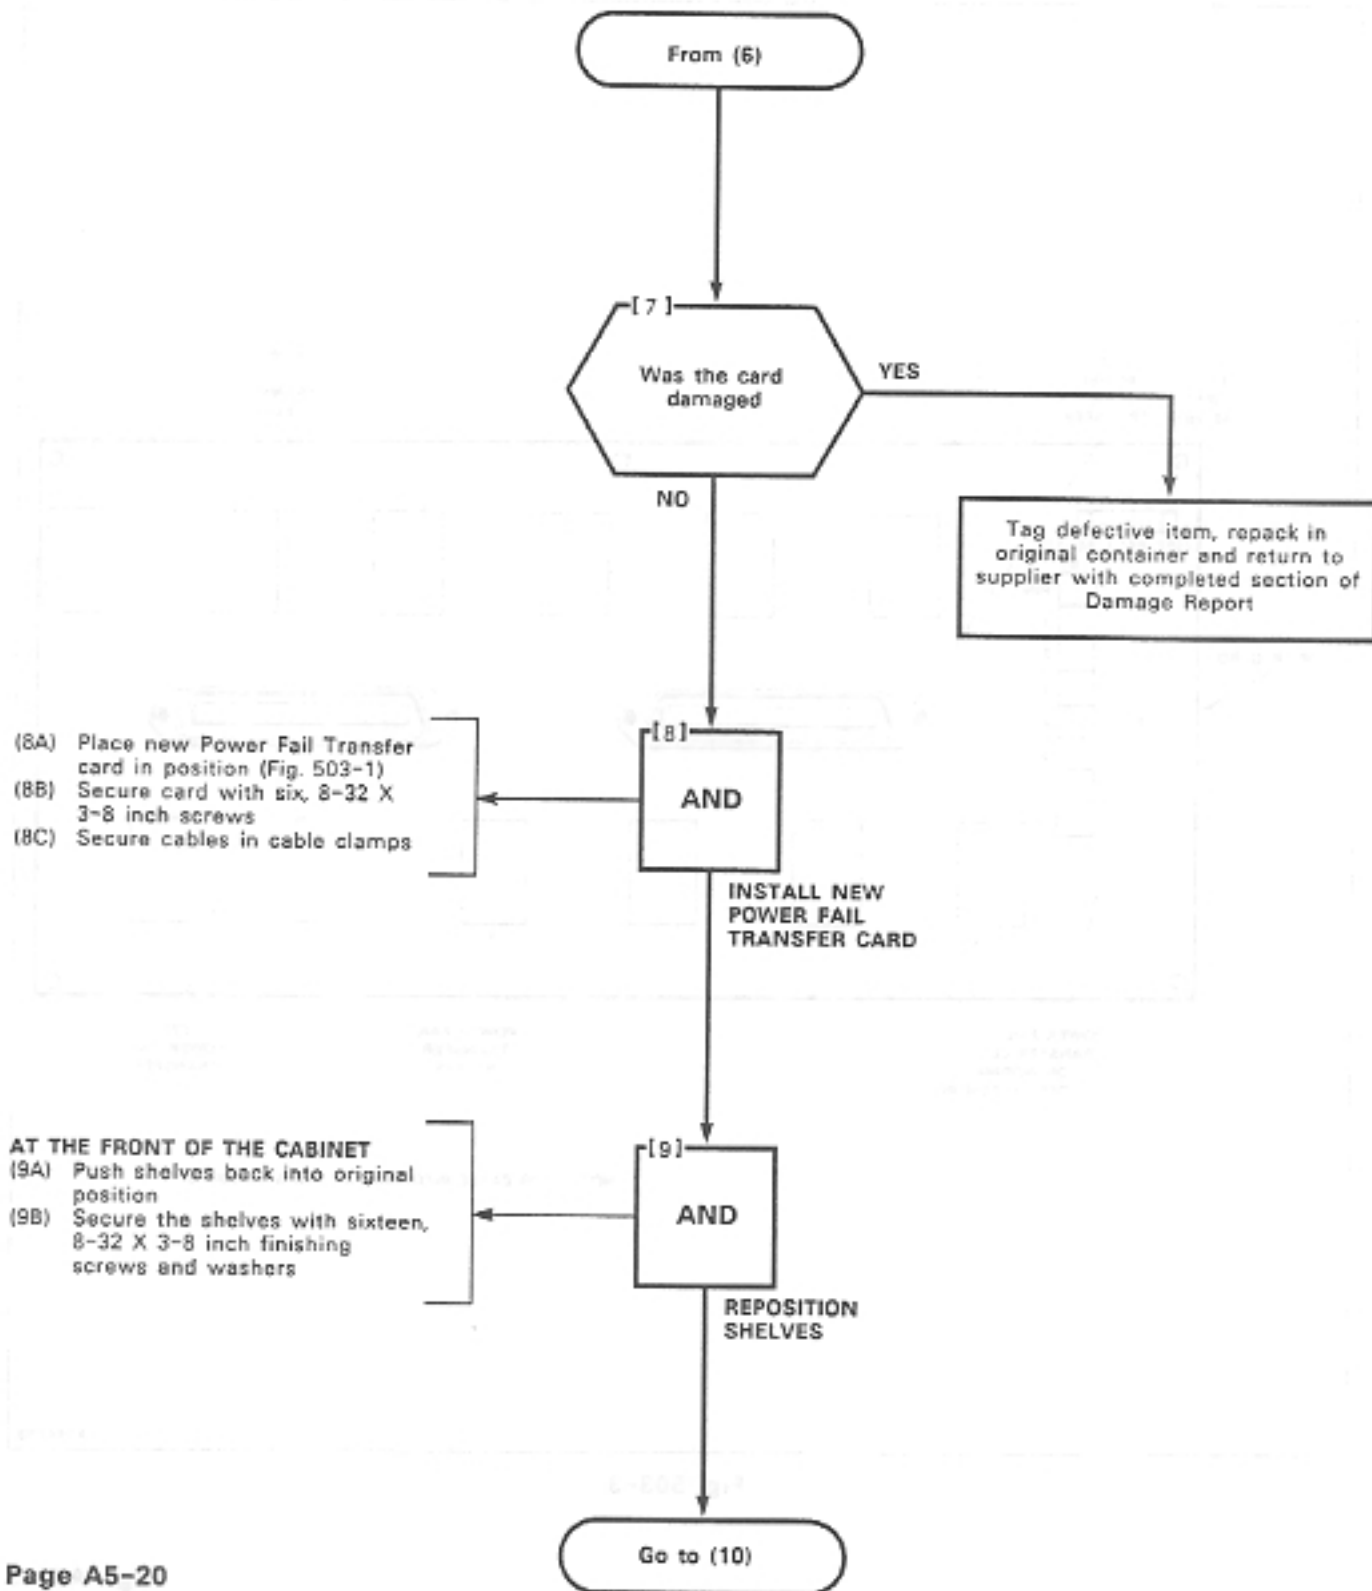 From (6)
[7]
Was the card
damaged
YES
NO
Tag defective item, repack in
original container and return to
supplier with completed section of
Damage Report
[8]
AND
(8A) Place new Power Fail Transfer
card in position (Fig. 503-1)
(8B) Secure card with six, 8-32 X
3-8 inch screws
(8C) Secure cables in cable clamps
INSTALL NEW
POWER FAIL
TRANSFER CARD
[9]
AND
AT THE FRONT OF THE CABINET
(9A) Push shelves back into original
position
(9B) Secure the shelves with sixteen,
8-32 X 3-8 inch finishing
screws and washers
REPOSITION
SHELVES
Go to (10)
Page A5-20